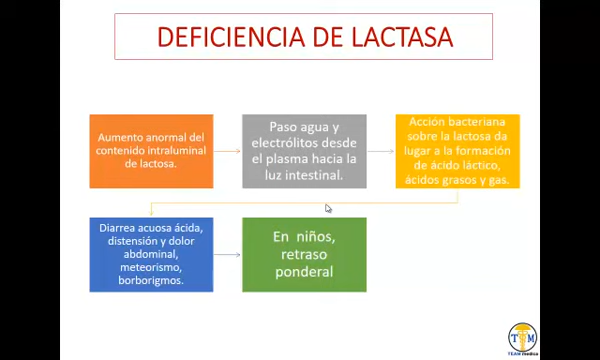 DEFICIENCIA DE LACTASA
Aumento anormal del
contenido intraluminal
de lactosa.
Paso agua y
electrólitos desde
el plasma hacia la
luz intestinal.
Acción bacteriana
sobre la lactosa da
lugar a la formación
de ácido láctico,
ácidos grasos y gas.
Diarrea acuosa ácida,
distensión y dolor
abdominal,
meteorismo,
borborigmos.
En niños,
retraso
ponderal
T M
TEAM medica